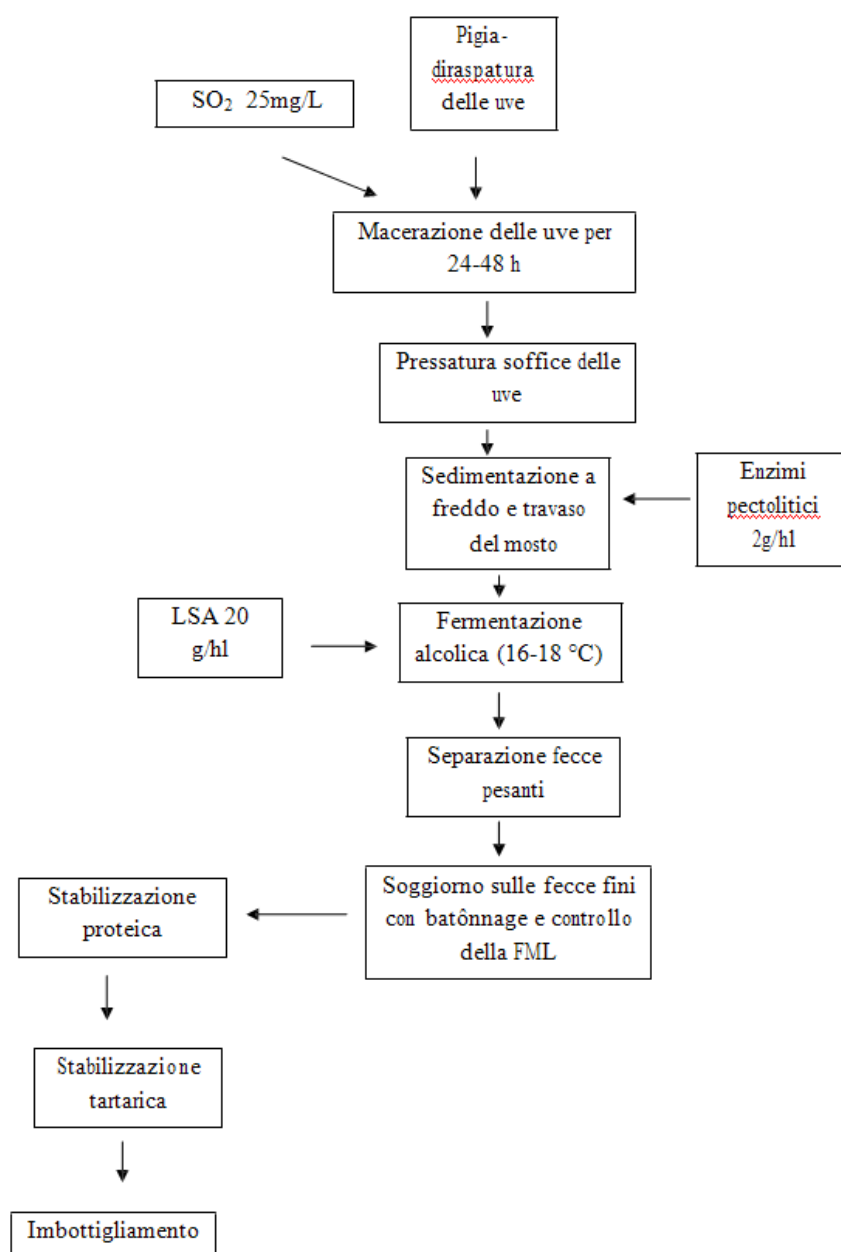 Pigia-
diraspatura
delle uve
SO₂ 25mg/L
Macerazione delle uve per
24-48 h
Pressatura soffice delle
uve
Sedimentazione a
freddo e travaso
del mosto
Enzimi
pectolitici
2g/hl
LSA 20
g/hl
Fermentazione
alcolica (16-18 °C)
Separazione fecce
pesanti
Soggiorno sulle fecce fini
con batônnage e controllo
della FML
Stabilizzazione
proteica
Stabilizzazione
tartarica
Imbottigliamento